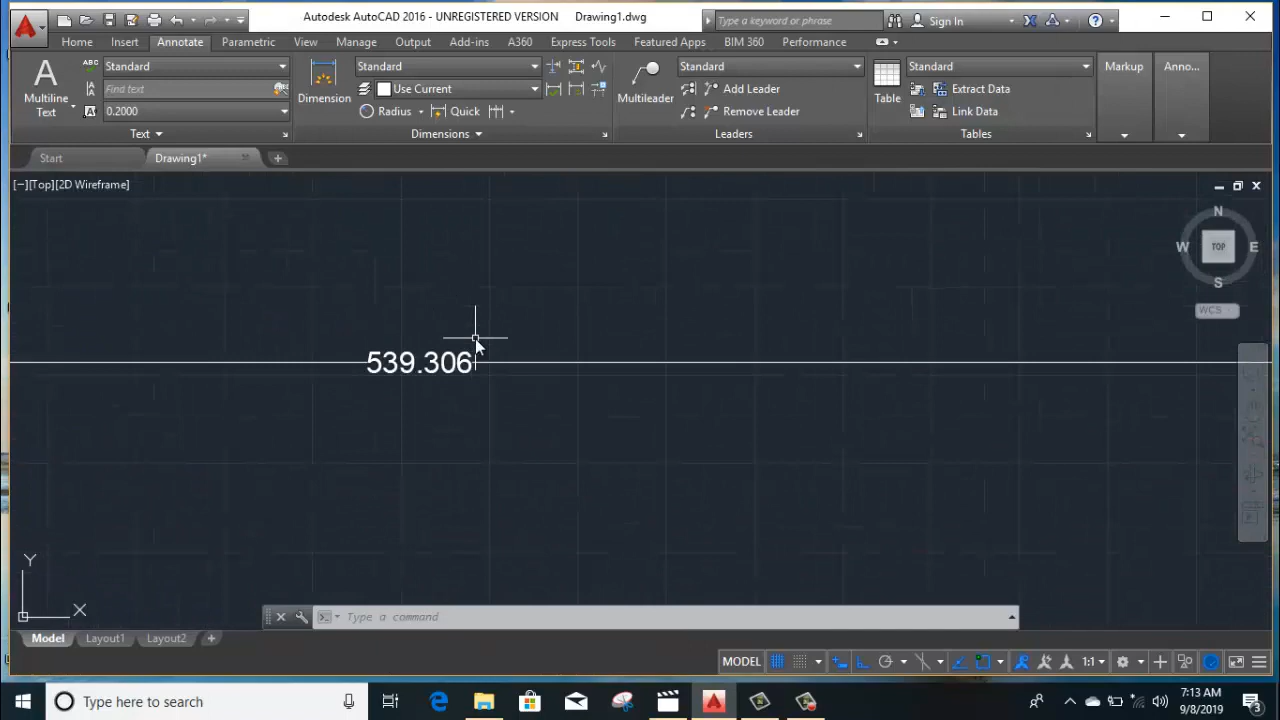 Autodesk AutoCAD 2016 - UNREGISTERED VERSION Drawing1.dwg Type a keyword or phrase Sign In
Home Insert Annotate Parametric View Manage Output Add-ins A360 Express Tools Featured Apps BIM 360 Performance
Multiline Text
ABC Standard
Find text
0.2000
Text
Dimension
Standard
Use Current
Radius Quick
Dimensions
Multileader
Standard
Add Leader
Remove Leader
Leaders
Table
Standard
Extract Data
Link Data
Tables
Markup
Anno...
Start Drawing1*
[−][Top][2D Wireframe]
N
W TOP E
S
WCS
539.306
Y
X
Type a command
Model Layout1 Layout2
MODEL 1:1
Type here to search
7:13 AM
9/8/2019
3